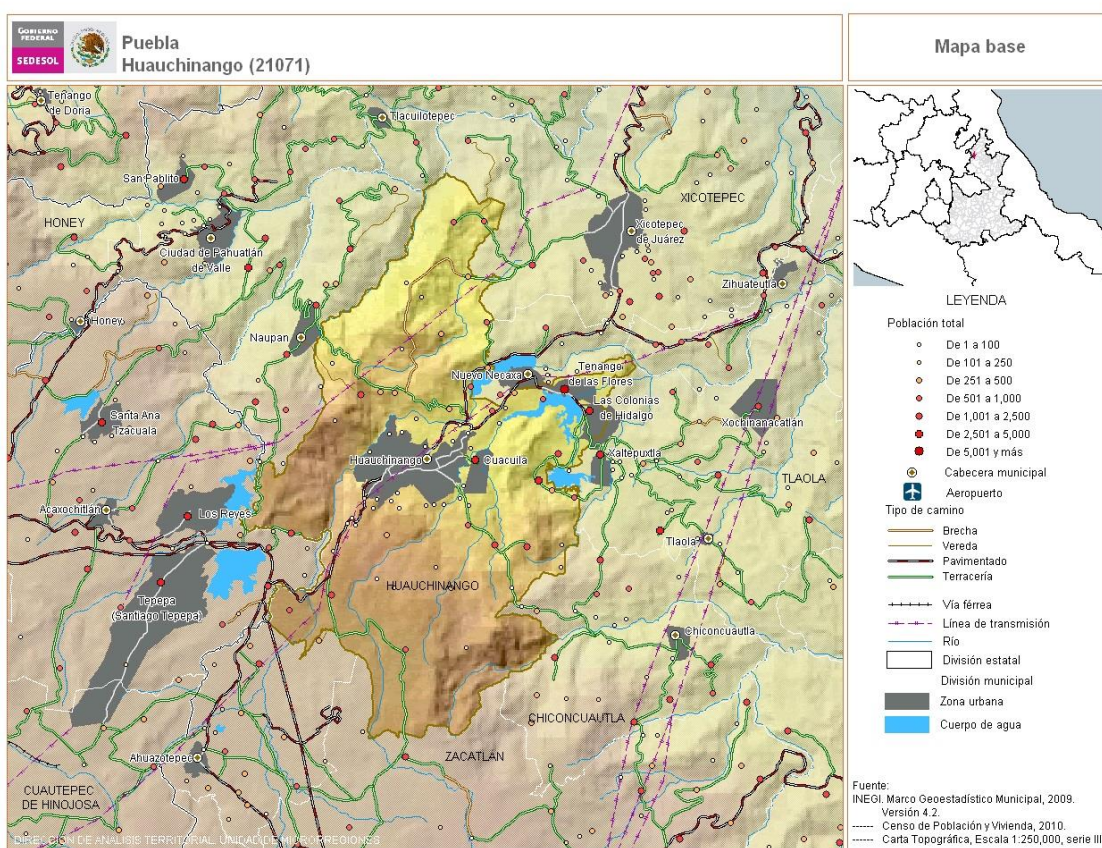 GOBIERNO
FEDERAL
SEDESOL
Puebla
Huauchinango (21071)
Mapa base
Tenango
de Doria
Tlacuilotepec
San Pablito
HONEY
XICOTEPEC
Xicotepec
de Juárez
Ciudad de Pahuatlán
de Valle
Zihuateutla
Honey
Naupan
Nuevo Necaxa
Tenango
de las Flores
Las Colonias
de Hidalgo
Santa Ana
Tzacuala
Xochinanacatlán
Huauchinango
Cuacuila
Xaltepuxtla
TLAOLA
Acaxochitlán
Los Reyes
Tlaola
HUAUCHINANGO
Tepepa
(Santiago Tepepa)
Chiconcuautla
CHICONCUAUTLA
ZACATLÁN
Ahuazotepec
CUAUTEPEC
DE HINOJOSA
DIRECCIÓN DE ANÁLISIS TERRITORIAL. UNIDAD DE MICRORREGIONES
LEYENDA
Población total
De 1 a 100
De 101 a 250
De 251 a 500
De 501 a 1,000
De 1,001 a 2,500
De 2,501 a 5,000
De 5,001 y más
Cabecera municipal
Aeropuerto
Tipo de camino
Brecha
Vereda
Pavimentado
Terracería
Vía férrea
Línea de transmisión
Río
División estatal
División municipal
Zona urbana
Cuerpo de agua
Fuente:
INEGI. Marco Geoestadístico Municipal, 2009.
Versión 4.2.
------ Censo de Población y Vivienda, 2010.
------ Carta Topográfica, Escala 1:250,000, serie III